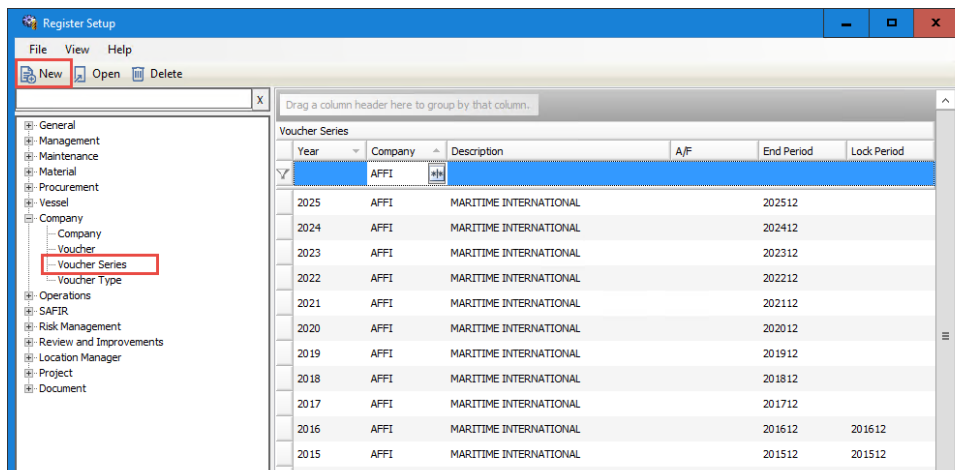 Register Setup
File View Help
New Open Delete
X
Drag a column header here to group by that column.
General
Management
Maintenance
Material
Procurement
Vessel
Company
Company
Voucher
Voucher Series
Voucher Type
Operations
SAFIR
Risk Management
Review and Improvements
Location Manager
Project
Document
Voucher Series
Year Company Description A/F End Period Lock Period
AFFI
2025 AFFI MARITIME INTERNATIONAL 202512
2024 AFFI MARITIME INTERNATIONAL 202412
2023 AFFI MARITIME INTERNATIONAL 202312
2022 AFFI MARITIME INTERNATIONAL 202212
2021 AFFI MARITIME INTERNATIONAL 202112
2020 AFFI MARITIME INTERNATIONAL 202012
2019 AFFI MARITIME INTERNATIONAL 201912
2018 AFFI MARITIME INTERNATIONAL 201812
2017 AFFI MARITIME INTERNATIONAL 201712
2016 AFFI MARITIME INTERNATIONAL 201612 201612
2015 AFFI MARITIME INTERNATIONAL 201512 201512